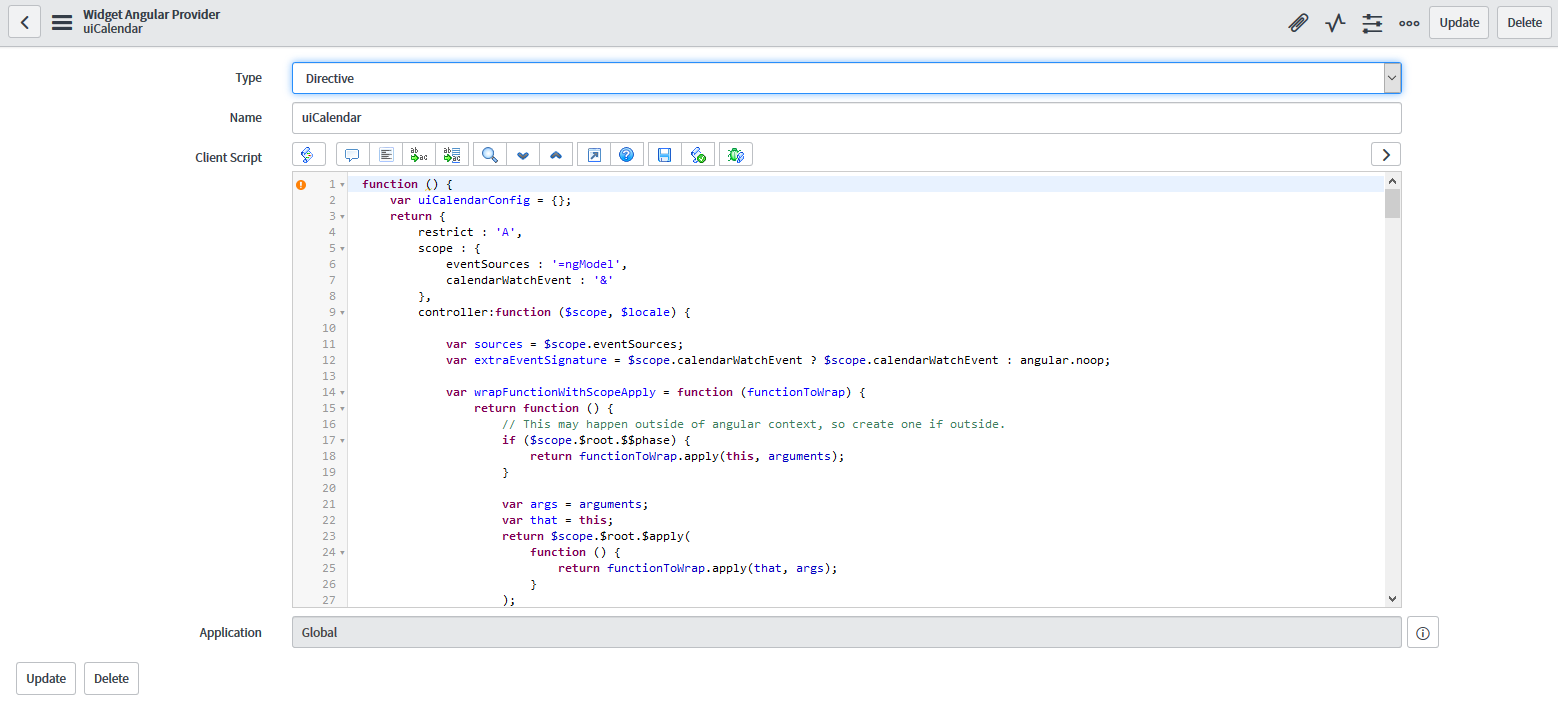 Widget Angular Provider
uiCalendar
Update
Delete
Type
Directive
Name
uiCalendar
Client Script
1 function () {
2 var uiCalendarConfig = {};
3 return {
4 restrict : 'A',
5 scope : {
6 eventSources : '=ngModel',
7 calendarWatchEvent : '&'
8 },
9 controller:function ($scope, $locale) {
10
11 var sources = $scope.eventSources;
12 var extraEventSignature = $scope.calendarWatchEvent ? $scope.calendarWatchEvent : angular.noop;
13
14 var wrapFunctionWithScopeApply = function (functionToWrap) {
15 return function () {
16 // This may happen outside of angular context, so create one if outside.
17 if ($scope.$root.$$phase) {
18 return functionToWrap.apply(this, arguments);
19 }
20
21 var args = arguments;
22 var that = this;
23 return $scope.$root.$apply(
24 function () {
25 return functionToWrap.apply(that, args);
26 }
27 );
Application
Global
Update
Delete